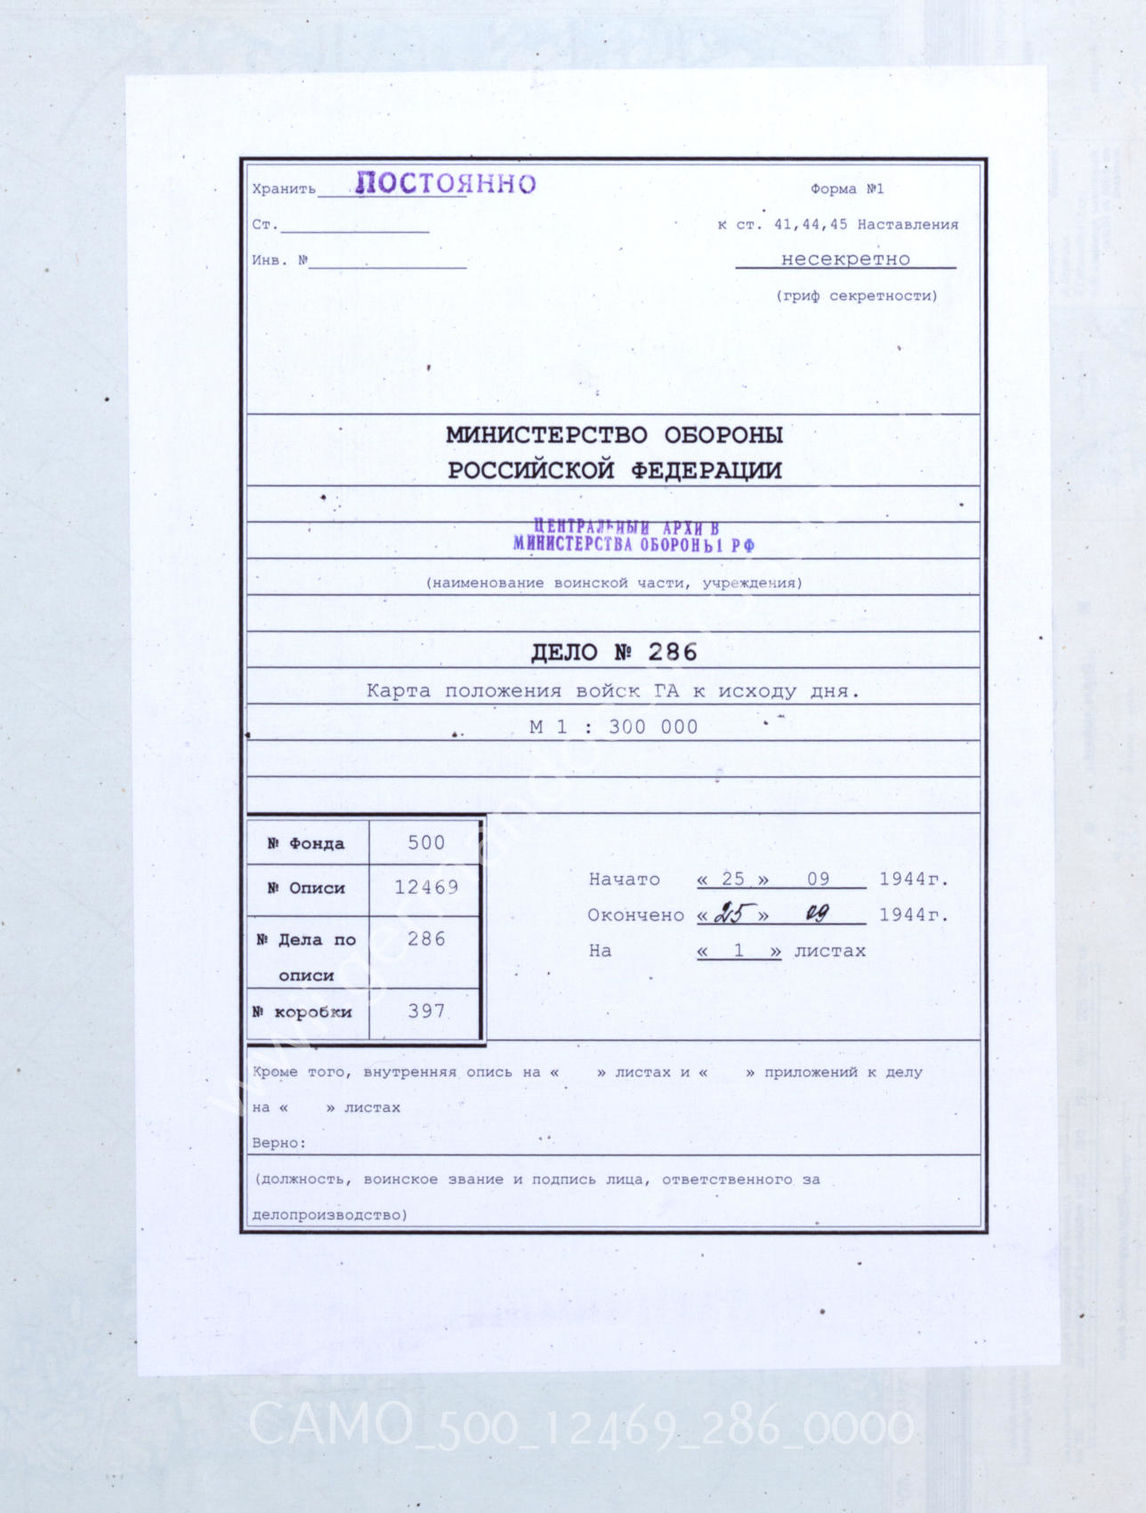 Хранить ПОСТОЯННО
Форма №1
Ст.
к ст. 41,44,45 Наставления
Инв. №
несекретно
(гриф секретности)
МИНИСТЕРСТВО ОБОРОНЫ
РОССИЙСКОЙ ФЕДЕРАЦИИ
ЦЕНТРАЛЬНЫЙ АРХИВ
МИНИСТЕРСТВА ОБОРОНЫ РФ
(наименование воинской части, учреждения)
ДЕЛО № 286
Карта положения войск ГА к исходу дня.
М 1 : 300 000
№ Фонда 500
№ Описи 12469
№ Дела по описи 286
№ коробки 397
Начато « 25 » 09 1944г.
Окончено « 25 » 09 1944г.
На « 1 » листах
Кроме того, внутренняя опись на « » листах и « » приложений к делу
на « » листах
Верно:
(должность, воинское звание и подпись лица, ответственного за
делопроизводство)
CAMO_500_12469_286_0000